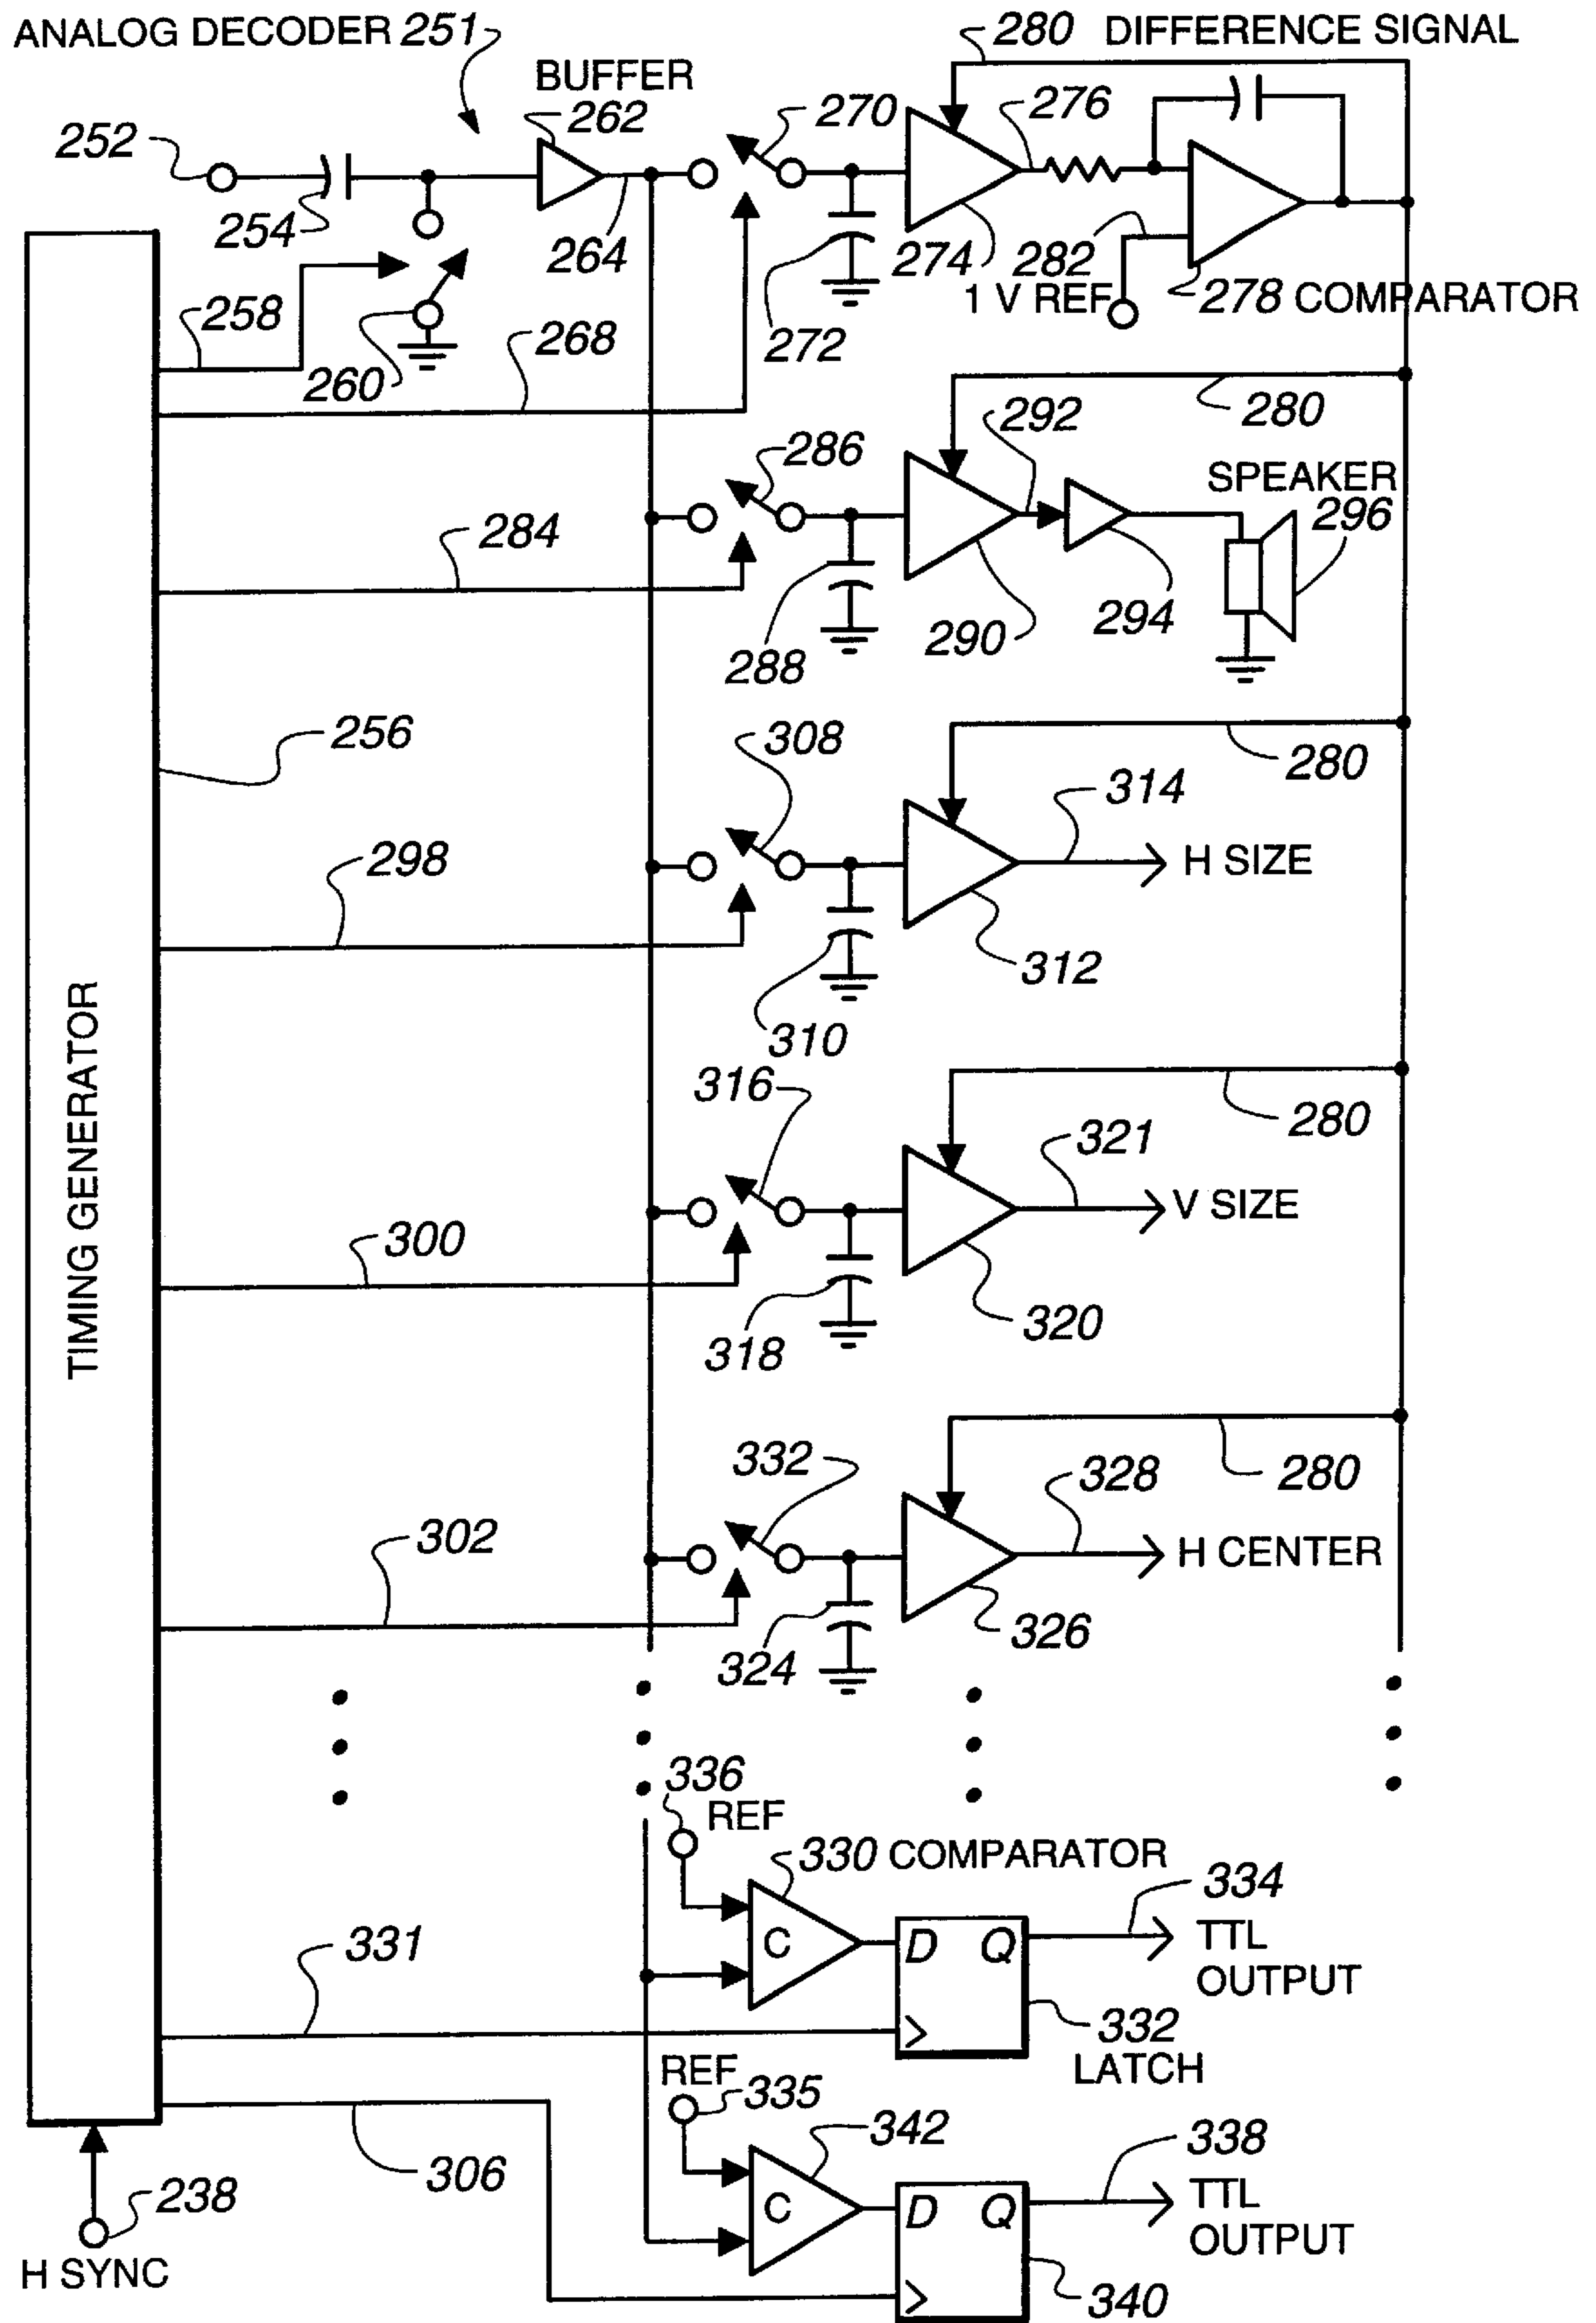 ANALOG DECODER 251
280 DIFFERENCE SIGNAL
BUFFER
262
270
276
252
254
264
274
282
1 V REF
278 COMPARATOR
258
268
272
260
280
292
286
SPEAKER
296
284
294
290
288
256
308
280
314
H SIZE
298
312
310
316
280
321
V SIZE
TIMING GENERATOR
300
320
318
332
280
328
H CENTER
302
326
324
336
REF
330 COMPARATOR
334
C
D Q
TTL
OUTPUT
331
332
LATCH
REF
335
342
338
306
C
D Q
TTL
OUTPUT
238
H SYNC
340